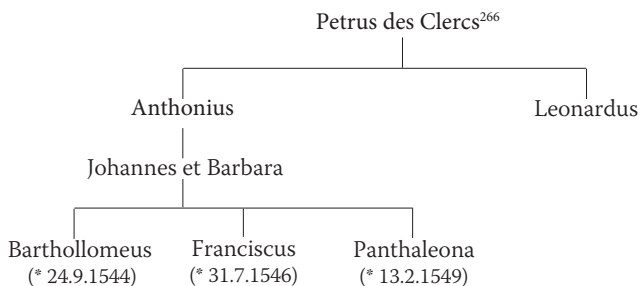 Petrus des Clercs²⁶⁶
Anthonius Leonardus
Johannes et Barbara
Barthollomeus Franciscus Panthaleona
(* 24.9.1544) (* 31.7.1546) (* 13.2.1549)